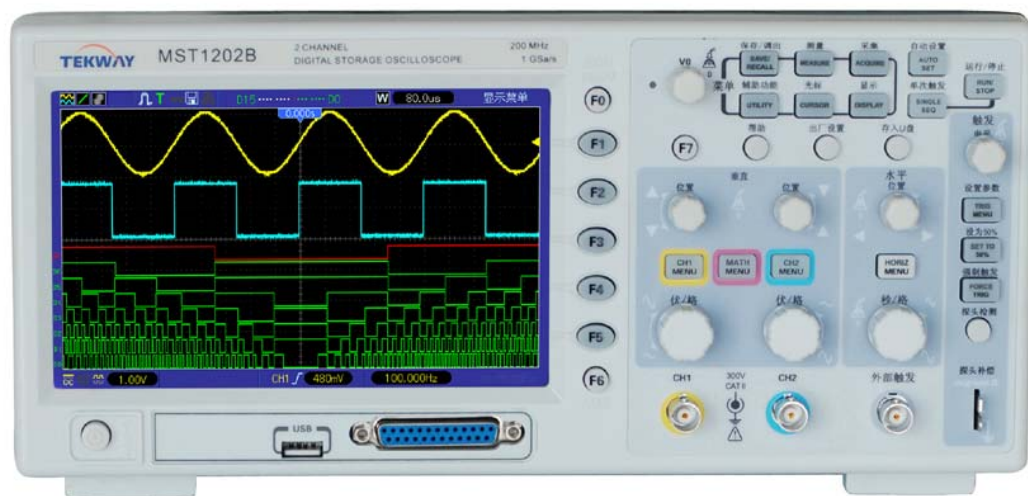 TEKWAY MST1202B
2 CHANNEL
DIGITAL STORAGE OSCILLOSCOPE
200 MHz
1 GSa/s
T D15 D0 W 80.0us 显示菜单
0.000s
1.00V CH1 480mV 100.000Hz
USB
F0
F1
F2
F3
F4
F5
F6
V0
菜单
保存/调出 测量 采集 自动设置
SAVE/RECALL MEASURE ACQUIRE AUTO SET
运行/停止
RUN/STOP
辅助功能 光标 显示 单次触发
UTILITY CURSOR DISPLAY SINGLE SEQ
F7 帮助 出厂设置 存入U盘
触发
电平
垂直
位置 位置
水平
位置
设置参数
TRIG MENU
设为50%
SET TO 50%
CH1 MENU MATH MENU CH2 MENU HORIZ MENU
强制触发
FORCE TRIG
伏/格 伏/格 秒/格
探头检测
CH1 300V CAT II CH2 外部触发
探头补偿